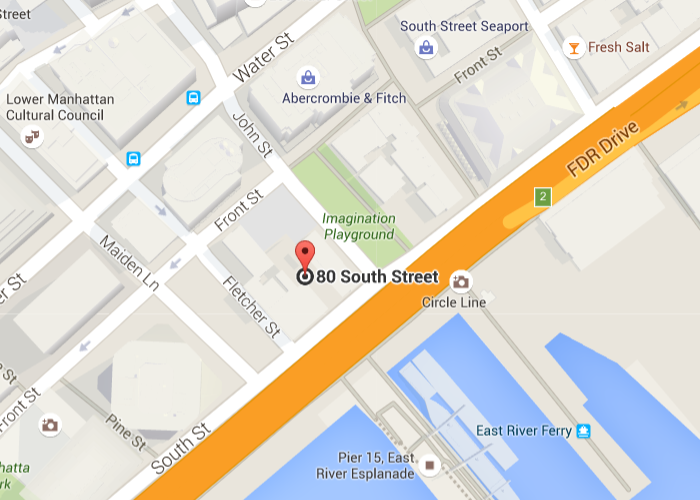 Street
South Street Seaport
Water St
Fresh Salt
Front St
Abercrombie & Fitch
Lower Manhattan
Cultural Council
John St
FDR Drive
2
Front St
Imagination
Playground
Maiden Ln
80 South Street
Fletcher St
er St
Circle Line
e St
Front St
Pine St
South St
East River Ferry
Pier 15, East
River Esplanade
hatta
rk